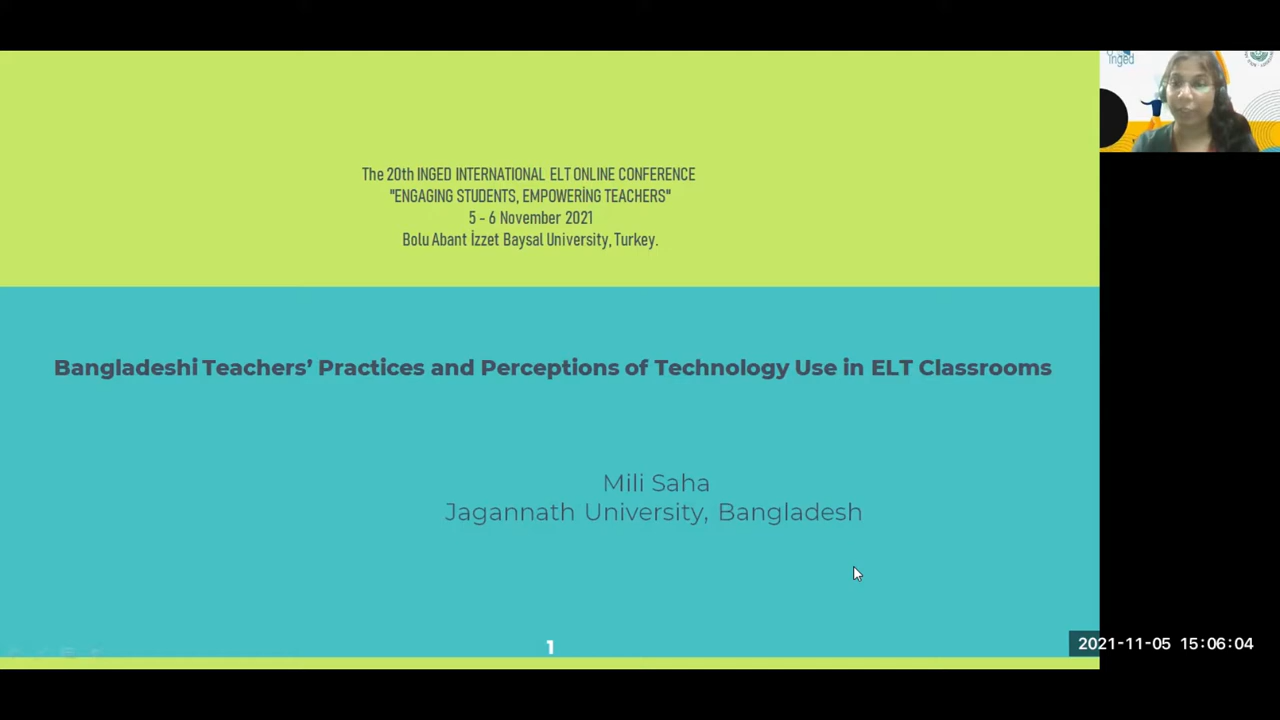 The 20th INGED INTERNATIONAL ELT ONLINE CONFERENCE
"ENGAGING STUDENTS, EMPOWERİNG TEACHERS"
5 - 6 November 2021
Bolu Abant İzzet Baysal University, Turkey.
inged
Bangladeshi Teachers’ Practices and Perceptions of Technology Use in ELT Classrooms
Mili Saha
Jagannath University, Bangladesh
1
2021-11-05 15:06:04